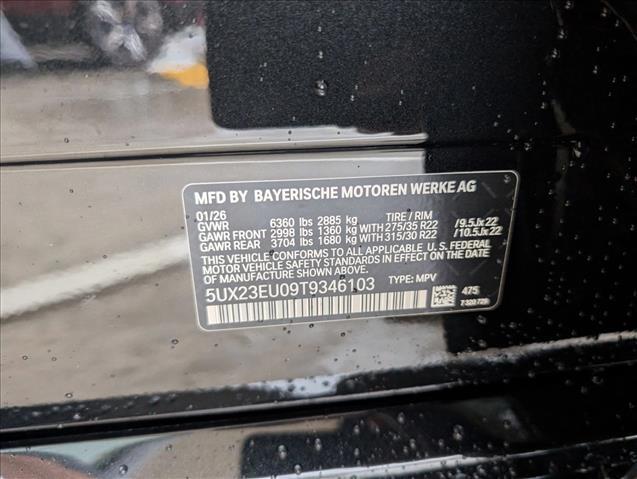 MFD BY BAYERISCHE MOTOREN WERKE AG
01/26 TIRE / RIM
GVWR 6360 lbs 2885 kg
GAWR FRONT 2998 lbs 1360 kg WITH 275/35 R22 /9.5Jx22
GAWR REAR 3704 lbs 1680 kg WITH 315/30 R22 /10.5Jx22
THIS VEHICLE CONFORMS TO ALL APPLICABLE U. S. FEDERAL
MOTOR VEHICLE SAFETY STANDARDS IN EFFECT ON THE DATE
OF MANUFACTURE SHOWN ABOVE.
5UX23EU09T9346103 TYPE: MPV
475
7 320 729